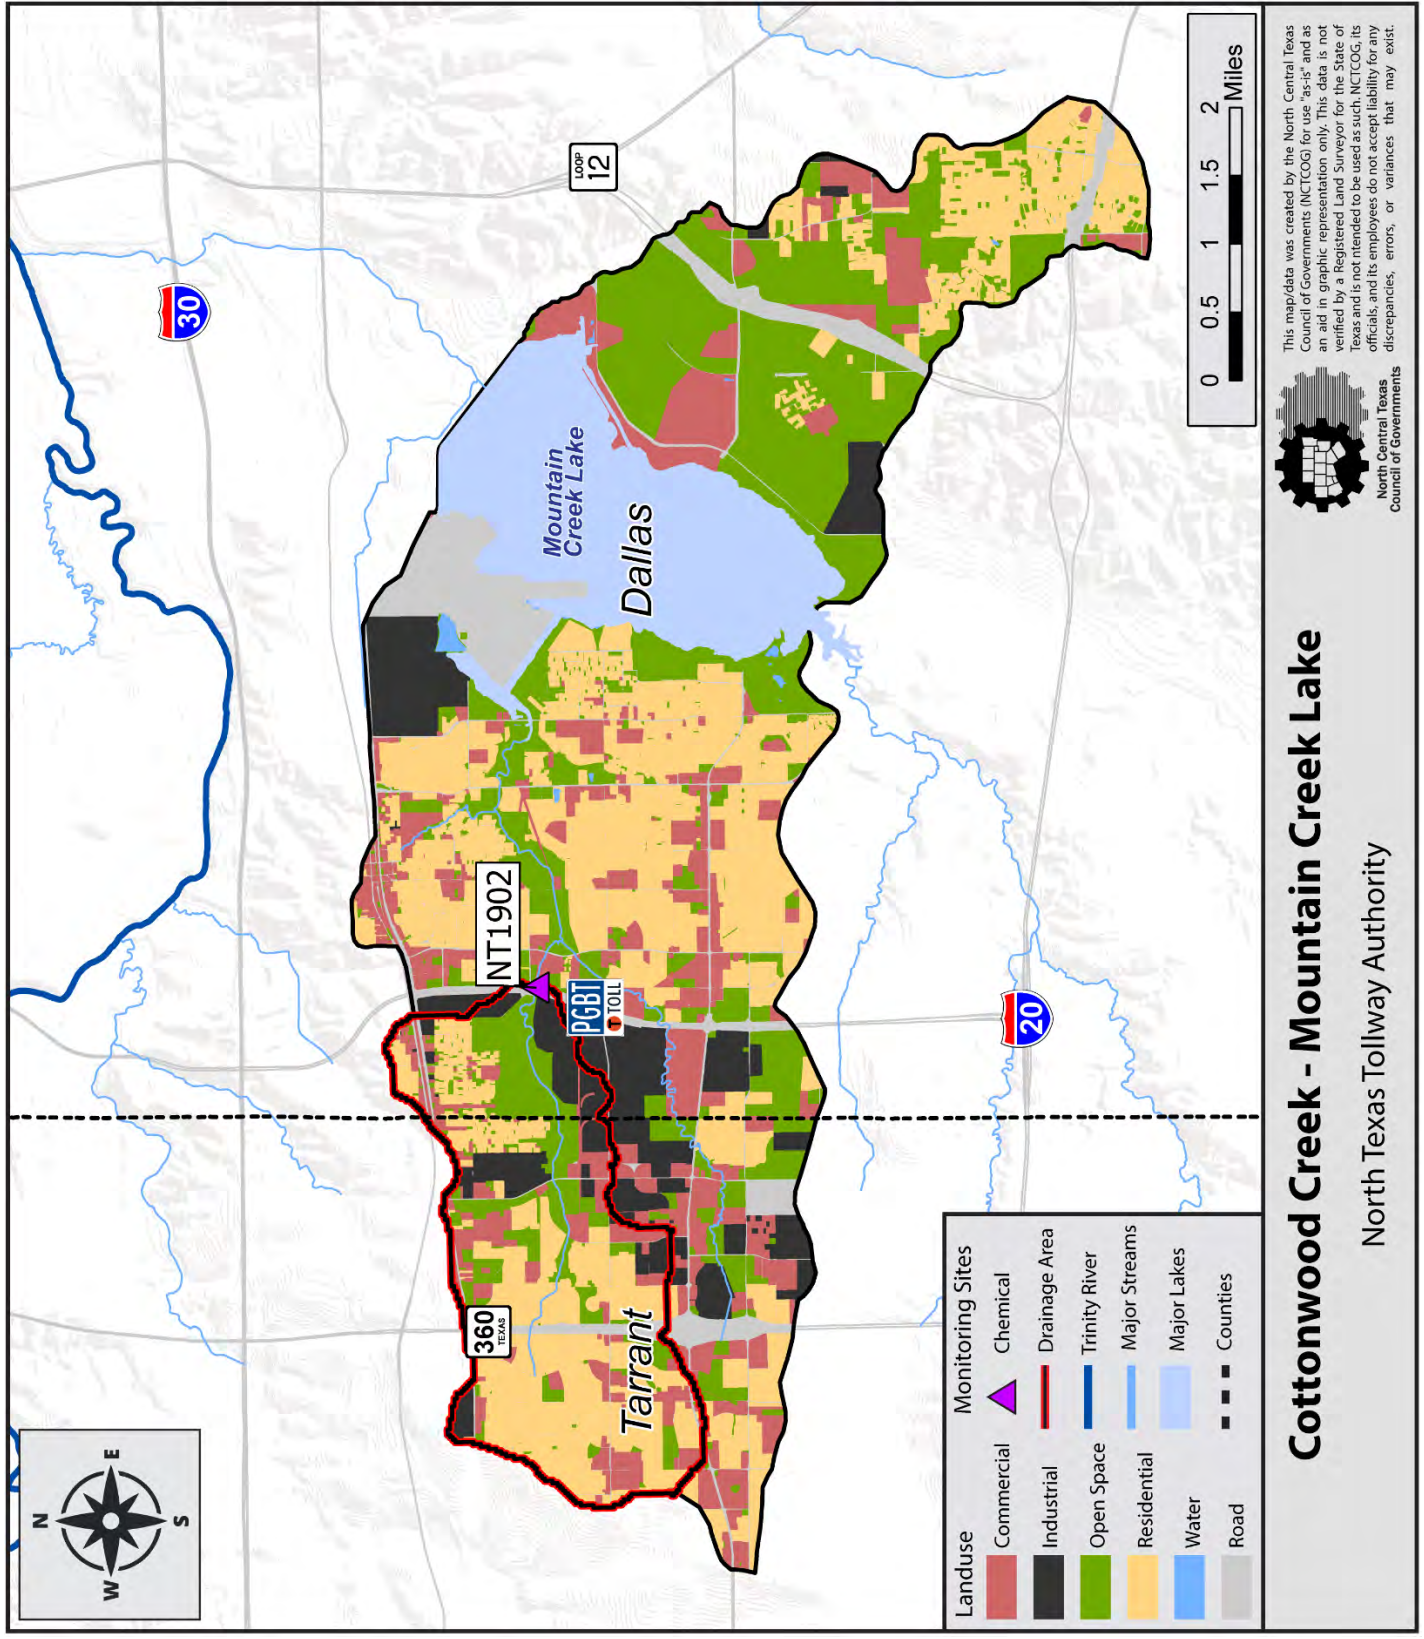 N
W
E
S
30
LOOP
12
Mountain
Creek Lake
Dallas
NT1902
PGBT
TOLL
360
TEXAS
Tarrant
20
0 0.5 1 1.5 2
Miles
Landuse
Commercial
Industrial
Open Space
Residential
Water
Road
Monitoring Sites
Chemical
Drainage Area
Trinity River
Major Streams
Major Lakes
Counties
Cottonwood Creek - Mountain Creek Lake
North Texas Tollway Authority
North Central Texas
Council of Governments
This map/data was created by the North Central Texas
Council of Governments (NCTCOG) for use "as-is" and as
an aid in graphic representation only. This data is not
verified by a Registered Land Surveyor for the State of
Texas and is not ntended to be used as such. NCTCOG, its
officials, and its employees do not accept liability for any
discrepancies, errors, or variances that may exist.